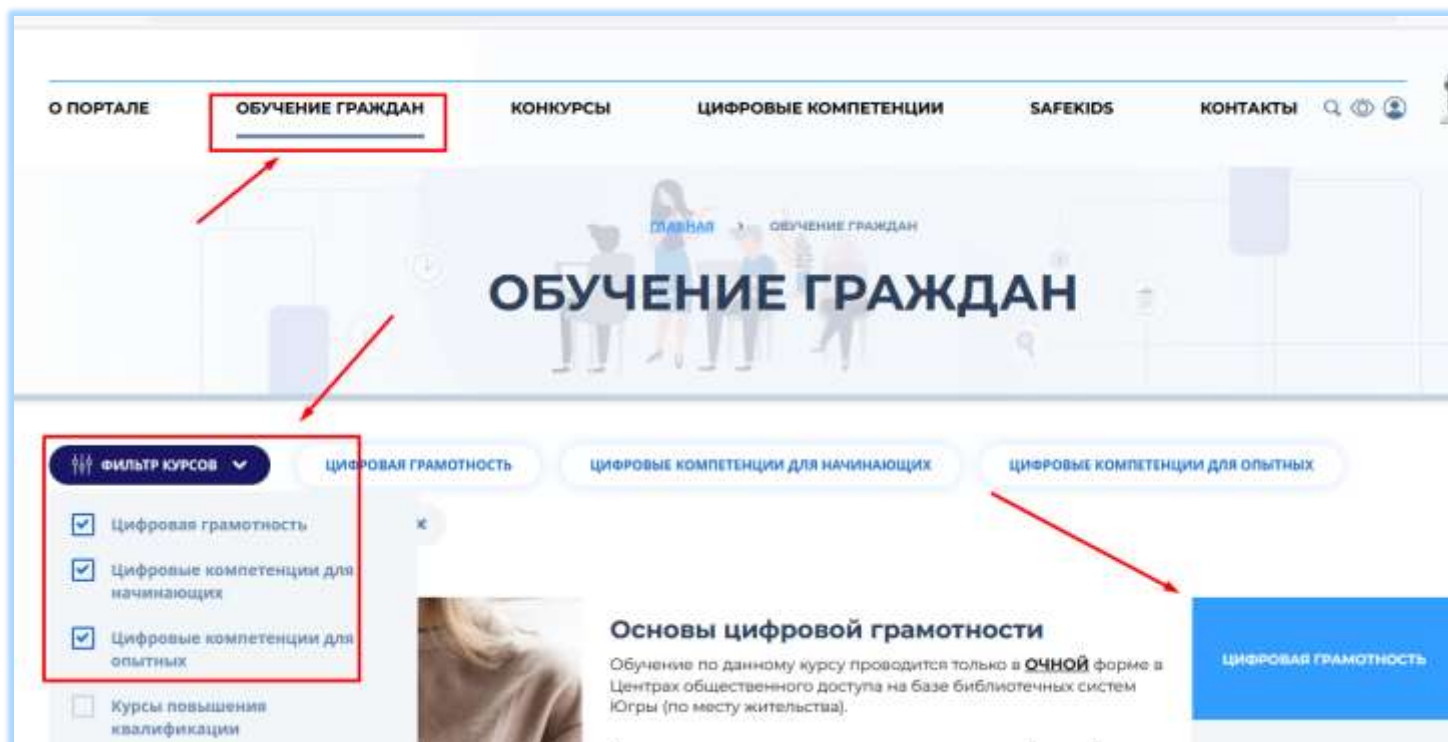 О ПОРТАЛЕ ОБУЧЕНИЕ ГРАЖДАН КОНКУРСЫ ЦИФРОВЫЕ КОМПЕТЕНЦИИ SAFEKIDS КОНТАКТЫ
ГЛАВНАЯ > ОБУЧЕНИЕ ГРАЖДАН
ОБУЧЕНИЕ ГРАЖДАН
ФИЛЬТР КУРСОВ ЦИФРОВАЯ ГРАМОТНОСТЬ ЦИФРОВЫЕ КОМПЕТЕНЦИИ ДЛЯ НАЧИНАЮЩИХ ЦИФРОВЫЕ КОМПЕТЕНЦИИ ДЛЯ ОПЫТНЫХ
Цифровая грамотность
Цифровые компетенции для
начинающих
Цифровые компетенции для
опытных
Курсы повышения
квалификации
Основы цифровой грамотности
Обучение по данному курсу проводится только в ОЧНОЙ форме в
Центрах общественного доступа на базе библиотечных систем
Югры (по месту жительства).
ЦИФРОВАЯ ГРАМОТНОСТЬ